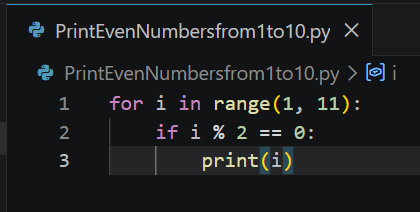 PrintEvenNumbersfrom1to10.py ×
PrintEvenNumbersfrom1to10.py > i
1 for i in range(1, 11):
2     if i % 2 == 0:
3         print(i)